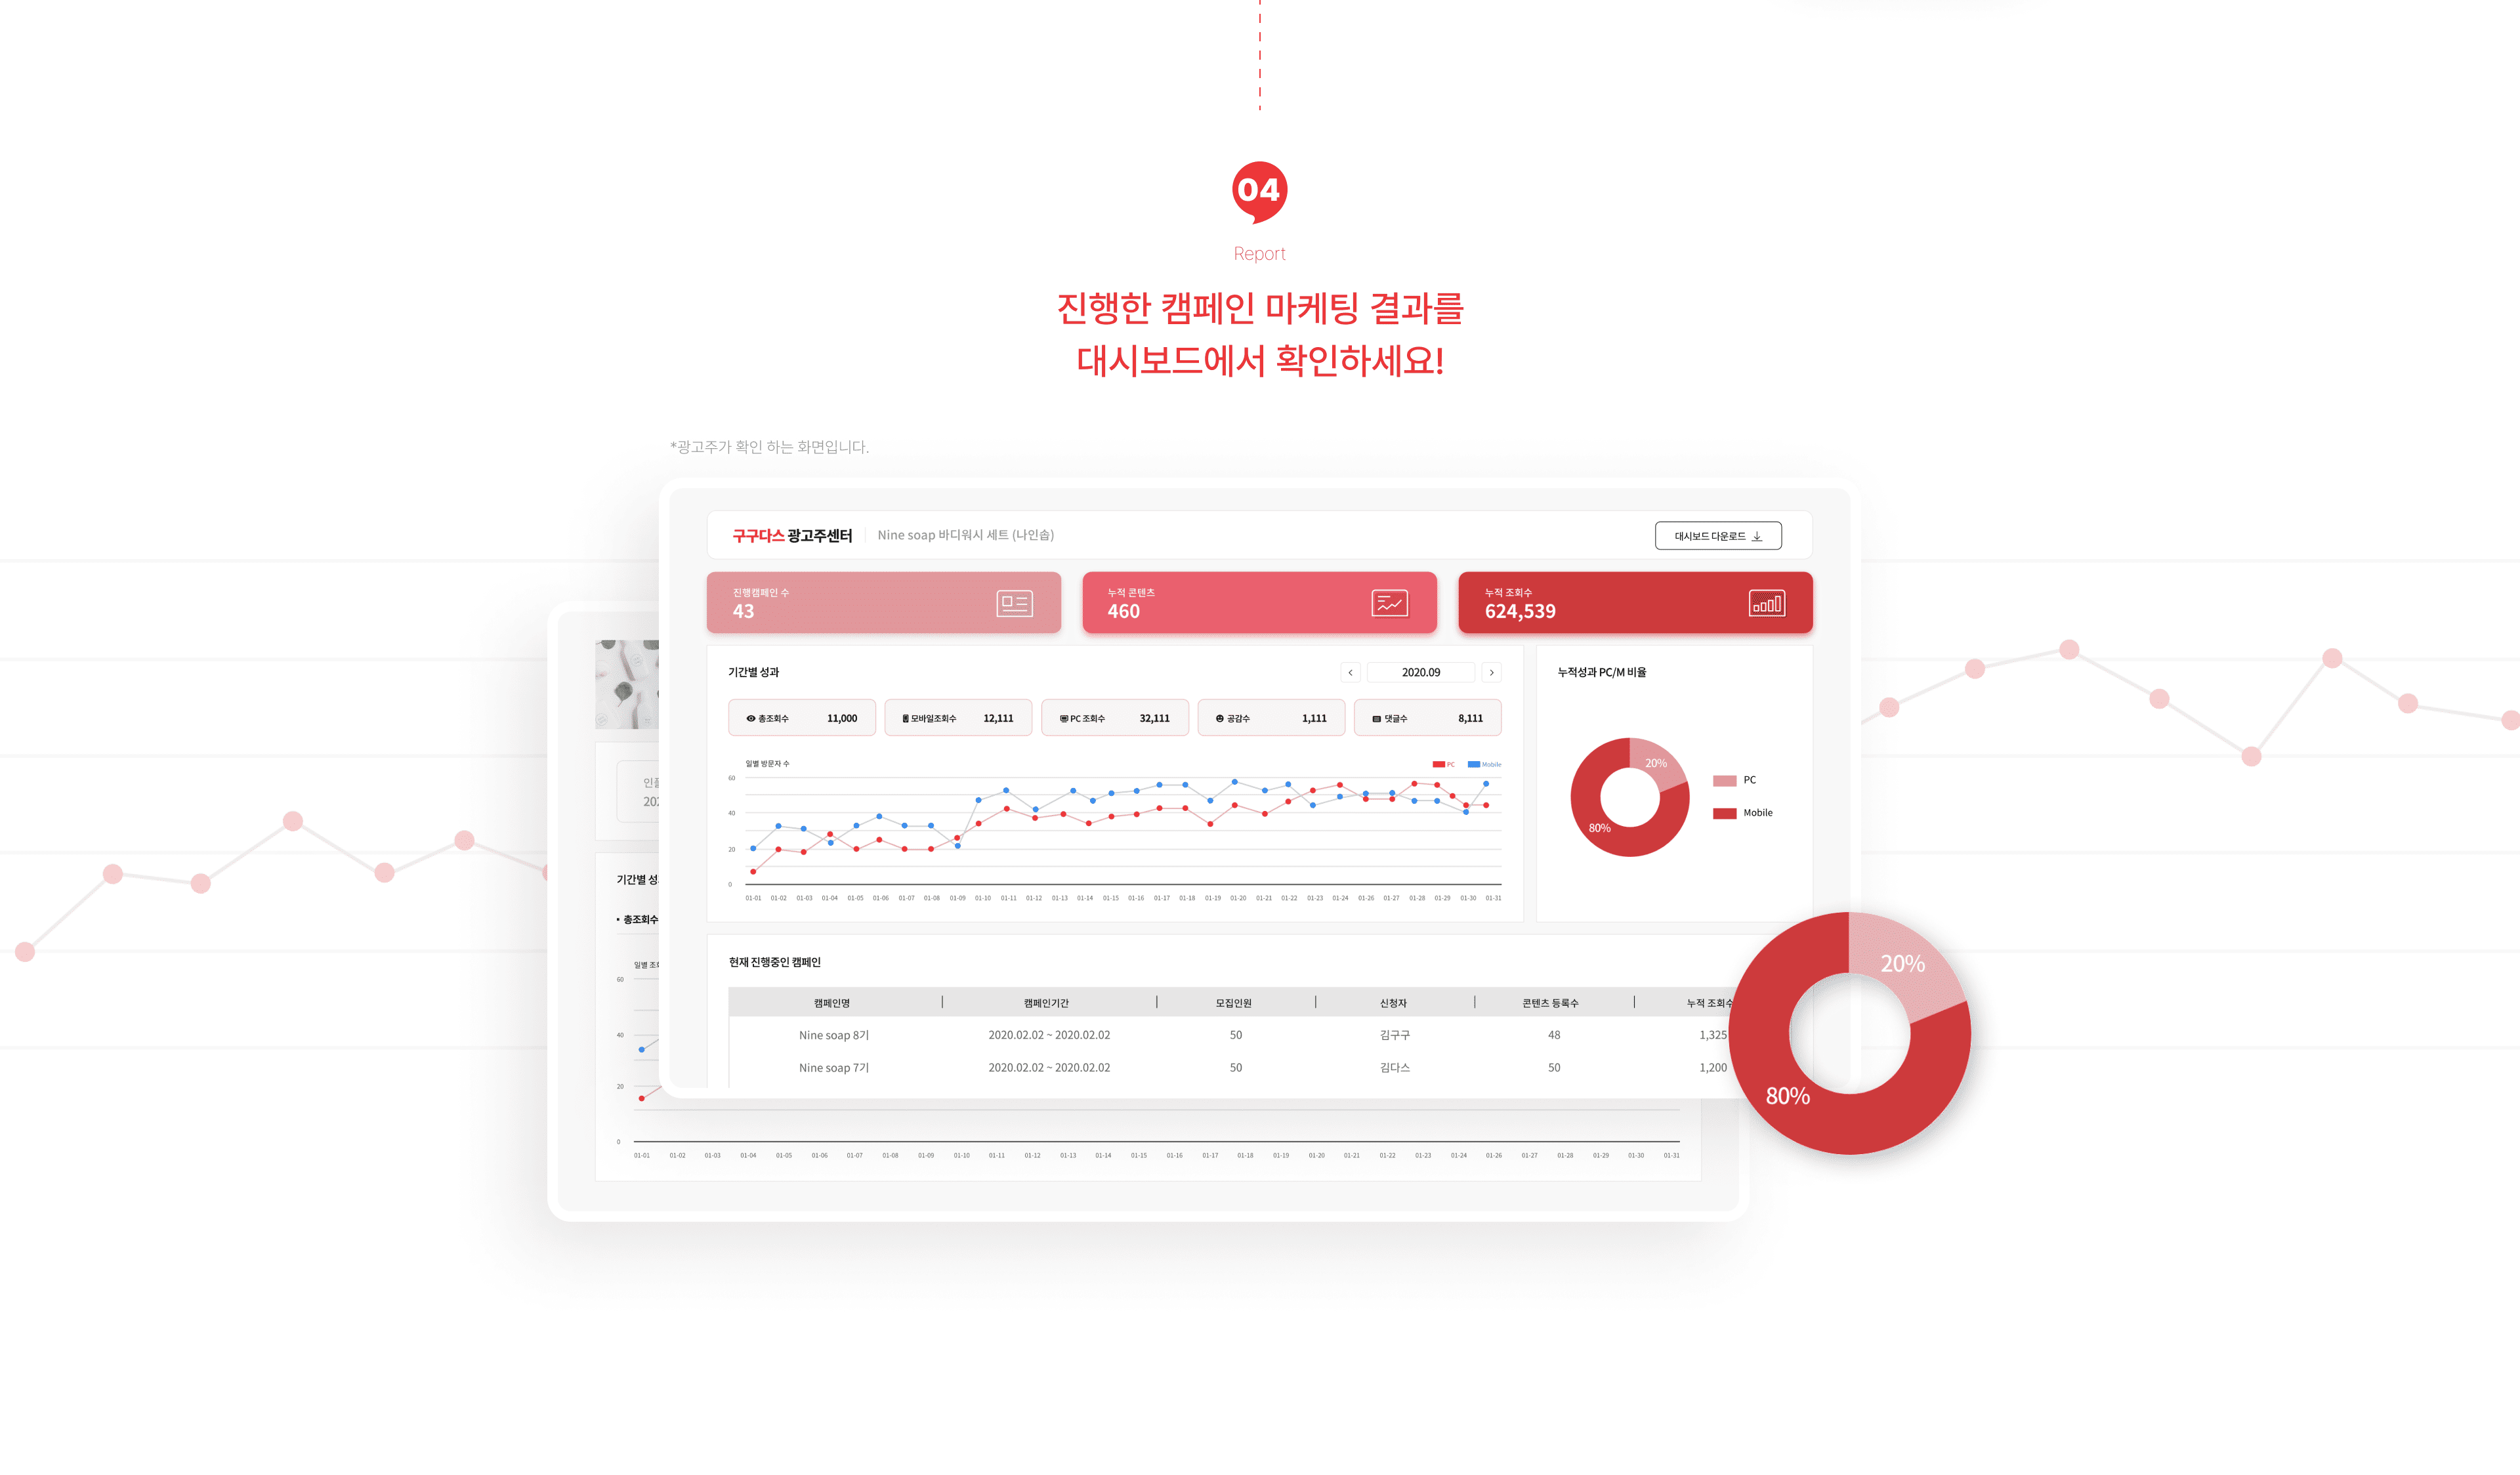 04
Report
진행한 캠페인 마케팅 결과를
대시보드에서 확인하세요!
*광고주가 확인 하는 화면입니다.
구구다스 광고주센터 Nine soap 바디워시 세트 (나인솝) 대시보드 다운로드
진행캠페인 수 누적 콘텐츠 누적 조회수
43 460 624,539
기간별 성과 2020.09
총조회수 11,000 모바일조회수 12,111 PC 조회수 32,111 공감수 1,111 댓글수 8,111
일별 방문자 수 PC Mobile
60
40
20
0
01-01 01-02 01-03 01-04 01-05 01-06 01-07 01-08 01-09 01-10 01-11 01-12 01-13 01-14 01-15 01-16 01-17 01-18 01-19 01-20 01-21 01-22 01-23 01-24 01-26 01-27 01-28 01-29 01-30 01-31
누적성과 PC/M 비율
20%
80%
PC
Mobile
현재 진행중인 캠페인
캠페인명 캠페인기간 모집인원 신청자 콘텐츠 등록수 누적 조회수
Nine soap 8기 2020.02.02 ~ 2020.02.02 50 김구구 48 1,325
Nine soap 7기 2020.02.02 ~ 2020.02.02 50 김다스 50 1,200
20%
80%
기간별
총조회수
일별
60
40
20
0
01-01 01-02 01-03 01-04 01-05 01-06 01-07 01-08 01-09 01-10 01-11 01-12 01-13 01-14 01-15 01-16 01-17 01-18 01-19 01-20 01-21 01-22 01-23 01-24 01-26 01-27 01-28 01-29 01-30 01-31